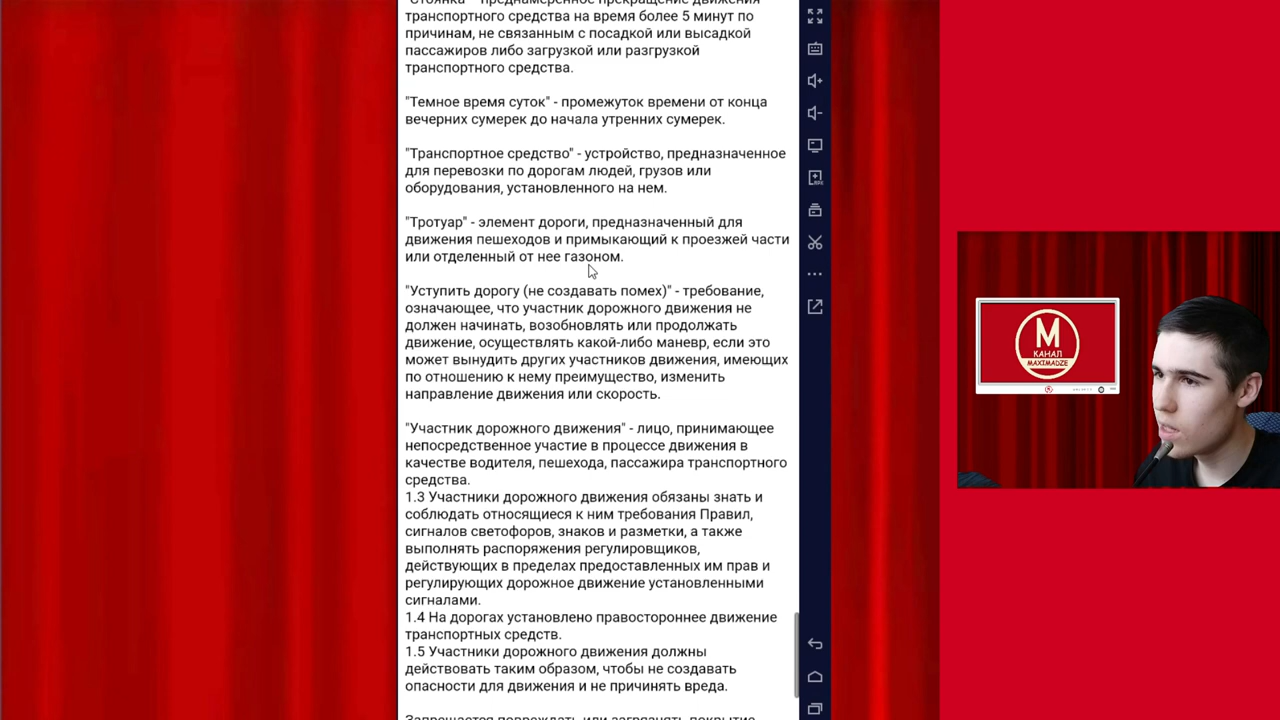 "Стоянка" - преднамеренное прекращение движения
транспортного средства на время более 5 минут по
причинам, не связанным с посадкой или высадкой
пассажиров либо загрузкой или разгрузкой
транспортного средства.
"Темное время суток" - промежуток времени от конца
вечерних сумерек до начала утренних сумерек.
"Транспортное средство" - устройство, предназначенное
для перевозки по дорогам людей, грузов или
оборудования, установленного на нем.
"Тротуар" - элемент дороги, предназначенный для
движения пешеходов и примыкающий к проезжей части
или отделенный от нее газоном.
"Уступить дорогу (не создавать помех)" - требование,
означающее, что участник дорожного движения не
должен начинать, возобновлять или продолжать
движение, осуществлять какой-либо маневр, если это
может вынудить других участников движения, имеющих
по отношению к нему преимущество, изменить
направление движения или скорость.
"Участник дорожного движения" - лицо, принимающее
непосредственное участие в процессе движения в
качестве водителя, пешехода, пассажира транспортного
средства.
1.3 Участники дорожного движения обязаны знать и
соблюдать относящиеся к ним требования Правил,
сигналов светофоров, знаков и разметки, а также
выполнять распоряжения регулировщиков,
действующих в пределах предоставленных им прав и
регулирующих дорожное движение установленными
сигналами.
1.4 На дорогах установлено правостороннее движение
транспортных средств.
1.5 Участники дорожного движения должны
действовать таким образом, чтобы не создавать
опасности для движения и не причинять вреда.
Запрещается повреждать или загрязнять покрытие
М
КАНАЛ
MAXIMADZE